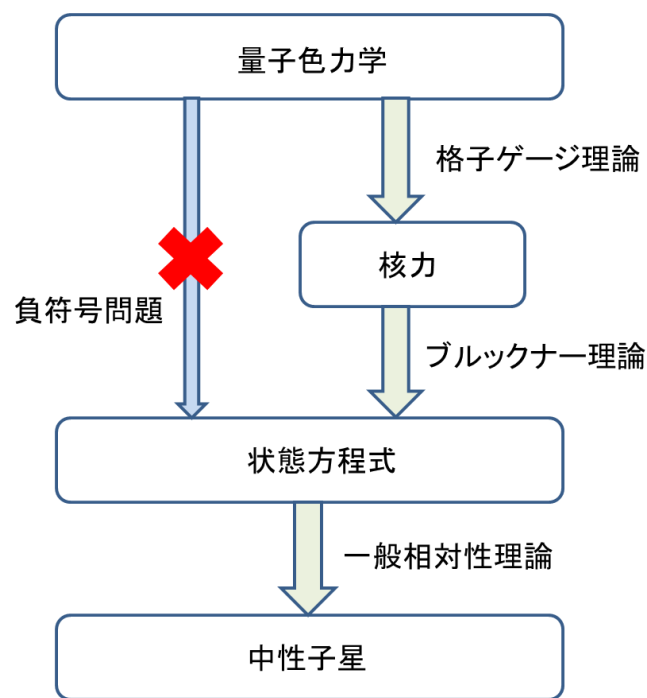 量子色力学
格子ゲージ理論
核力
負符号問題
ブルックナー理論
状態方程式
一般相対性理論
中性子星